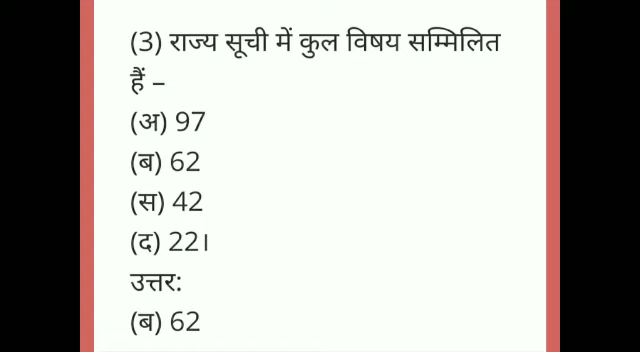 (3) राज्य सूची में कुल विषय सम्मिलित
हैं –
(अ) 97
(ब) 62
(स) 42
(द) 22।
उत्तर:
(ब) 62